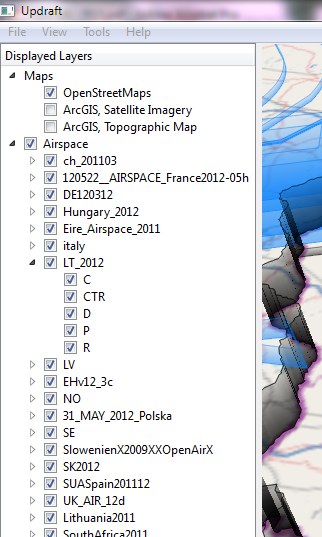 Updraft
File View Tools Help
Displayed Layers
Maps
OpenStreetMaps
ArcGIS, Satellite Imagery
ArcGIS, Topographic Map
Airspace
ch_201103
120522__AIRSPACE_France2012-05h
DE120312
Hungary_2012
Eire_Airspace_2011
italy
LT_2012
C
CTR
D
P
R
LV
EHv12_3c
NO
31_MAY_2012_Polska
SE
SlowenienX2009XXOpenAirX
SK2012
SUASpain201112
UK_AIR_12d
Lithuania2011
SouthAfrica2011